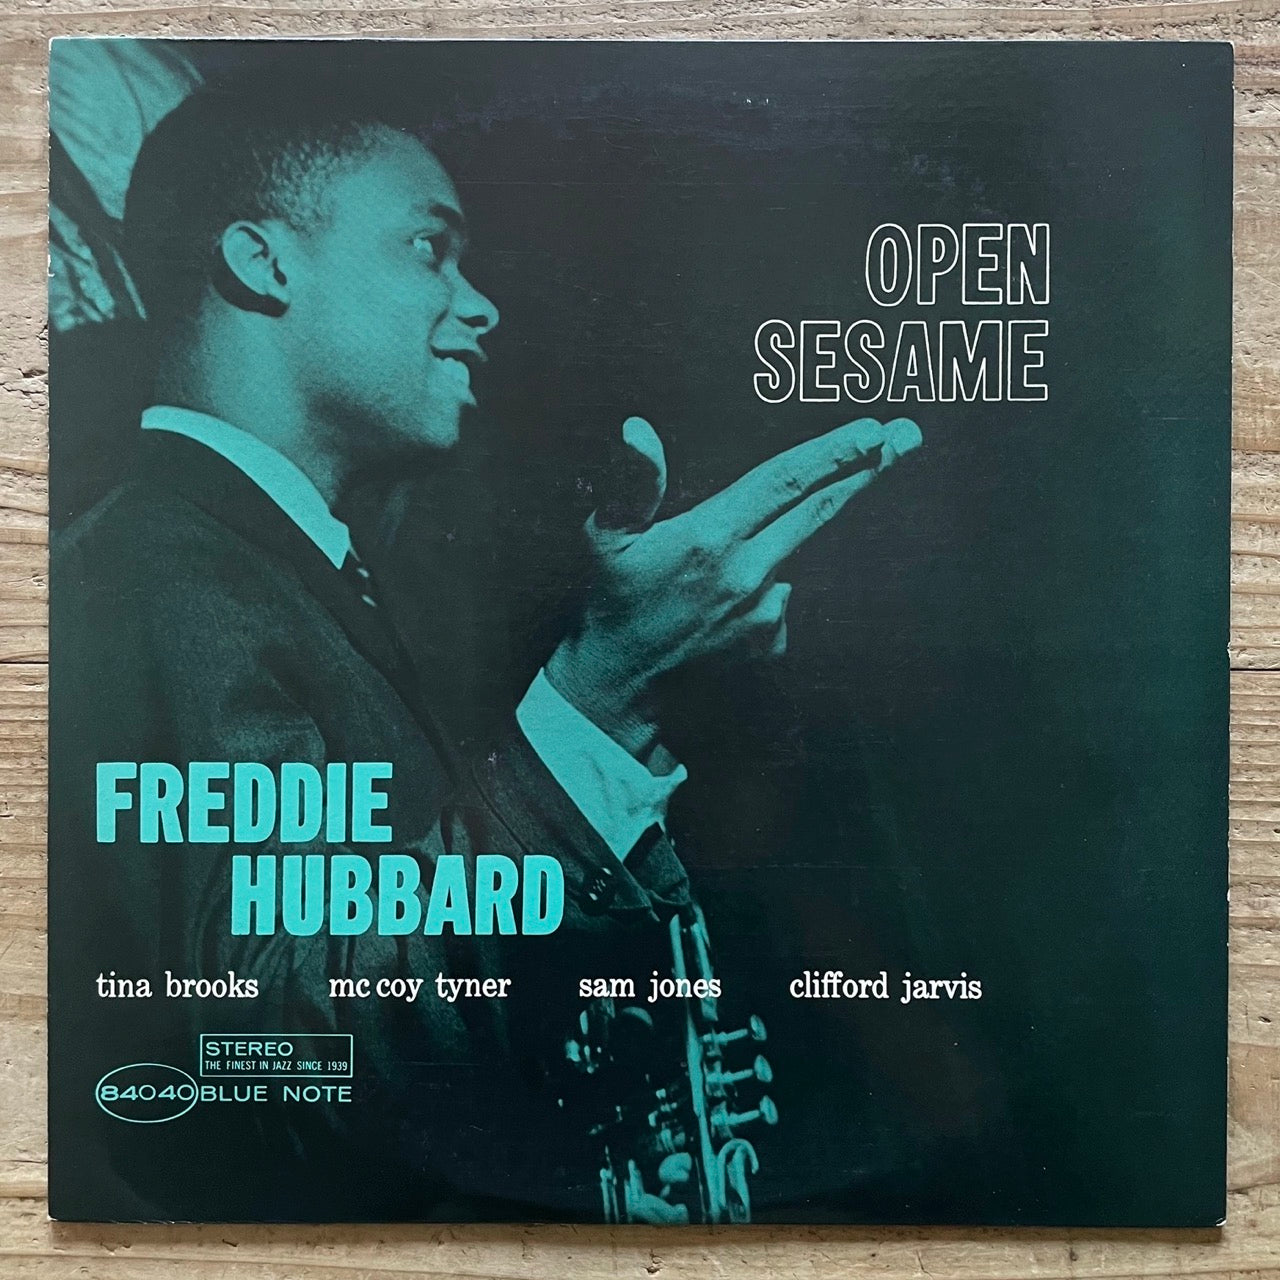 OPEN
SESAME
FREDDIE
HUBBARD
tina brooks mc coy tyner sam jones clifford jarvis
STEREO
THE FINEST IN JAZZ SINCE 1939
84040 BLUE NOTE